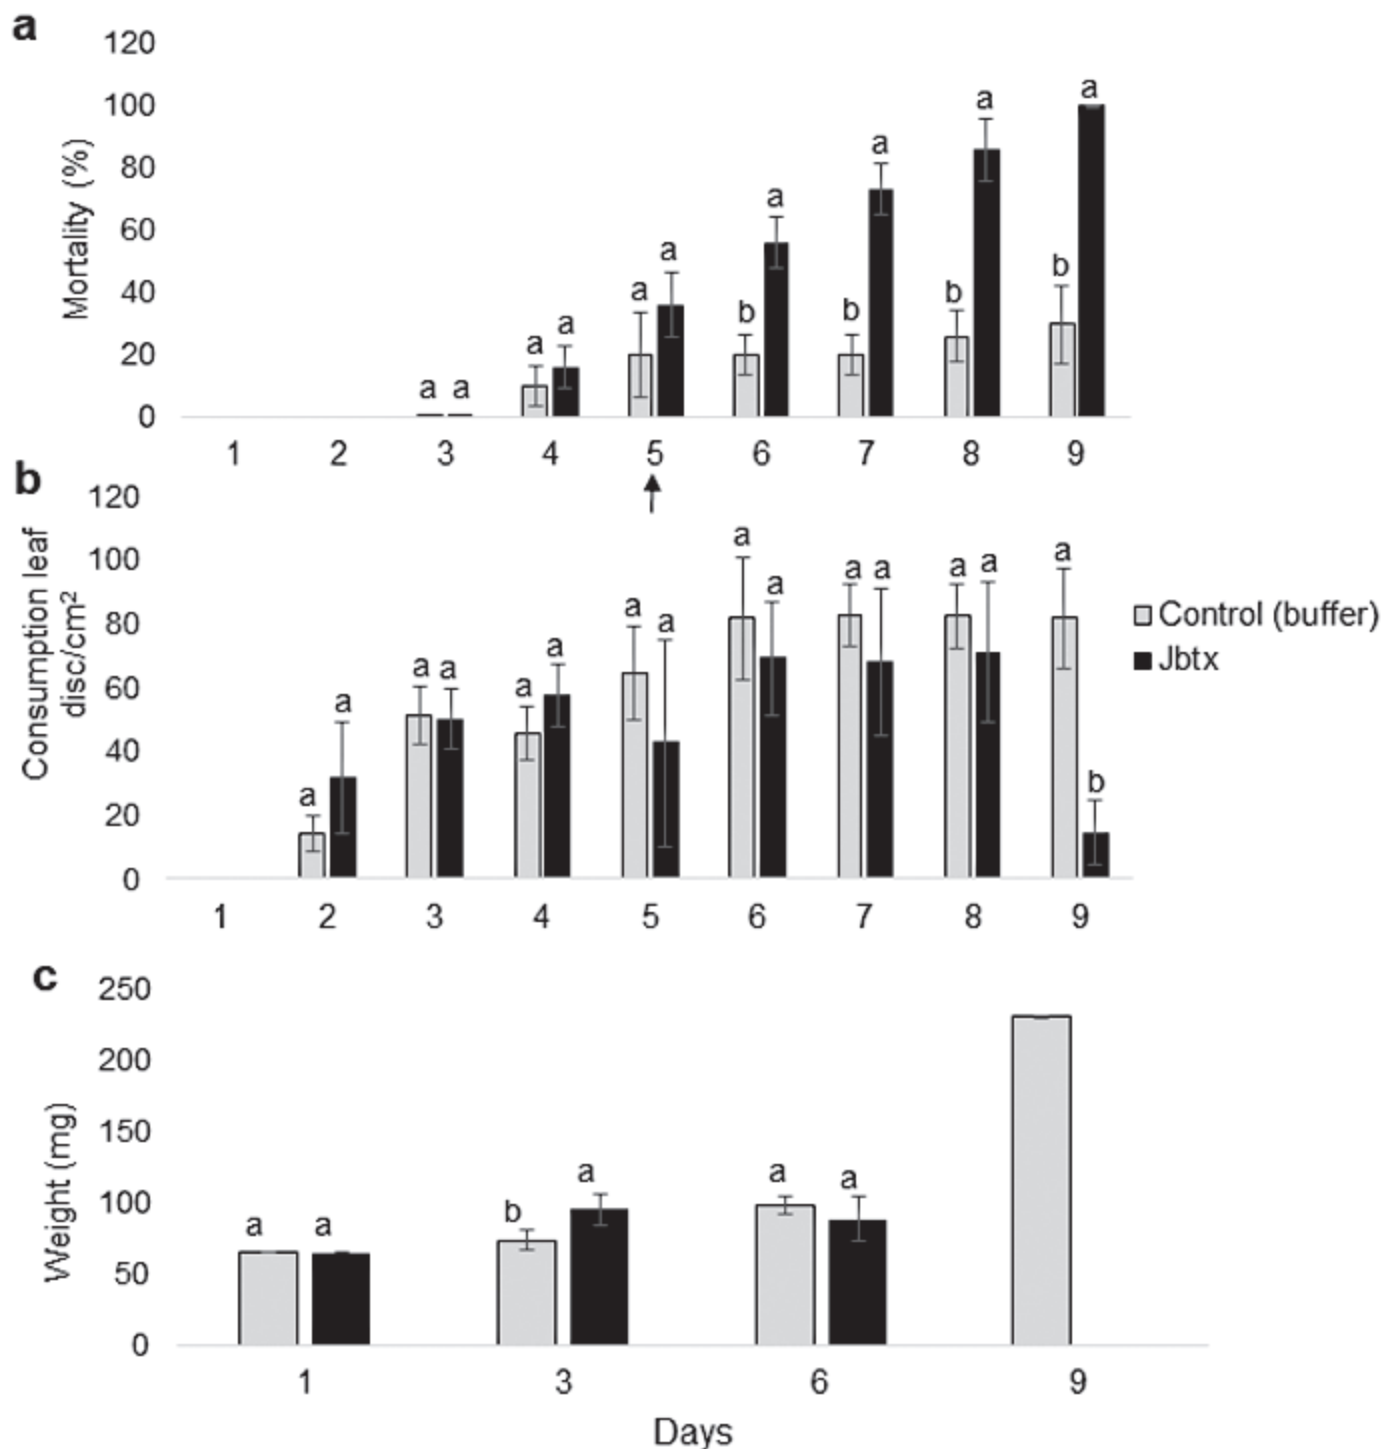 a
120
100
80
60
40
20
0
Mortality (%)
a a
a a
a a
b a
b a
b a
b a
1 2 3 4 5 6 7 8 9
b
120
100
80
60
40
20
0
Consumption leaf
disc/cm²
a a
a a
a a
a a
a a
a a
a a
a b
1 2 3 4 5 6 7 8 9
Control (buffer)
Jbtx
c
250
200
150
100
50
0
Weight (mg)
a a
b a
a a
1 3 6 9
Days